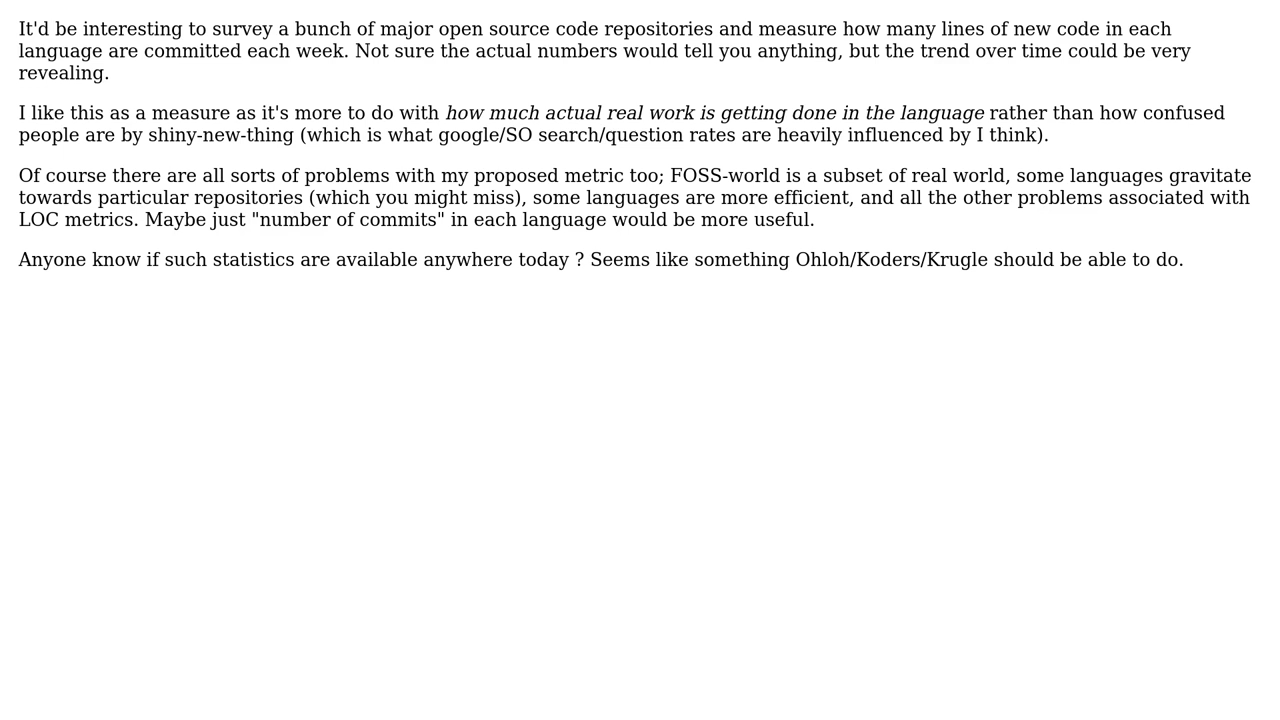 It'd be interesting to survey a bunch of major open source code repositories and measure how many lines of new code in each
language are committed each week. Not sure the actual numbers would tell you anything, but the trend over time could be very
revealing.
I like this as a measure as it's more to do with how much actual real work is getting done in the language rather than how confused
people are by shiny-new-thing (which is what google/SO search/question rates are heavily influenced by I think).
Of course there are all sorts of problems with my proposed metric too; FOSS-world is a subset of real world, some languages gravitate
towards particular repositories (which you might miss), some languages are more efficient, and all the other problems associated with
LOC metrics. Maybe just "number of commits" in each language would be more useful.
Anyone know if such statistics are available anywhere today ? Seems like something Ohloh/Koders/Krugle should be able to do.